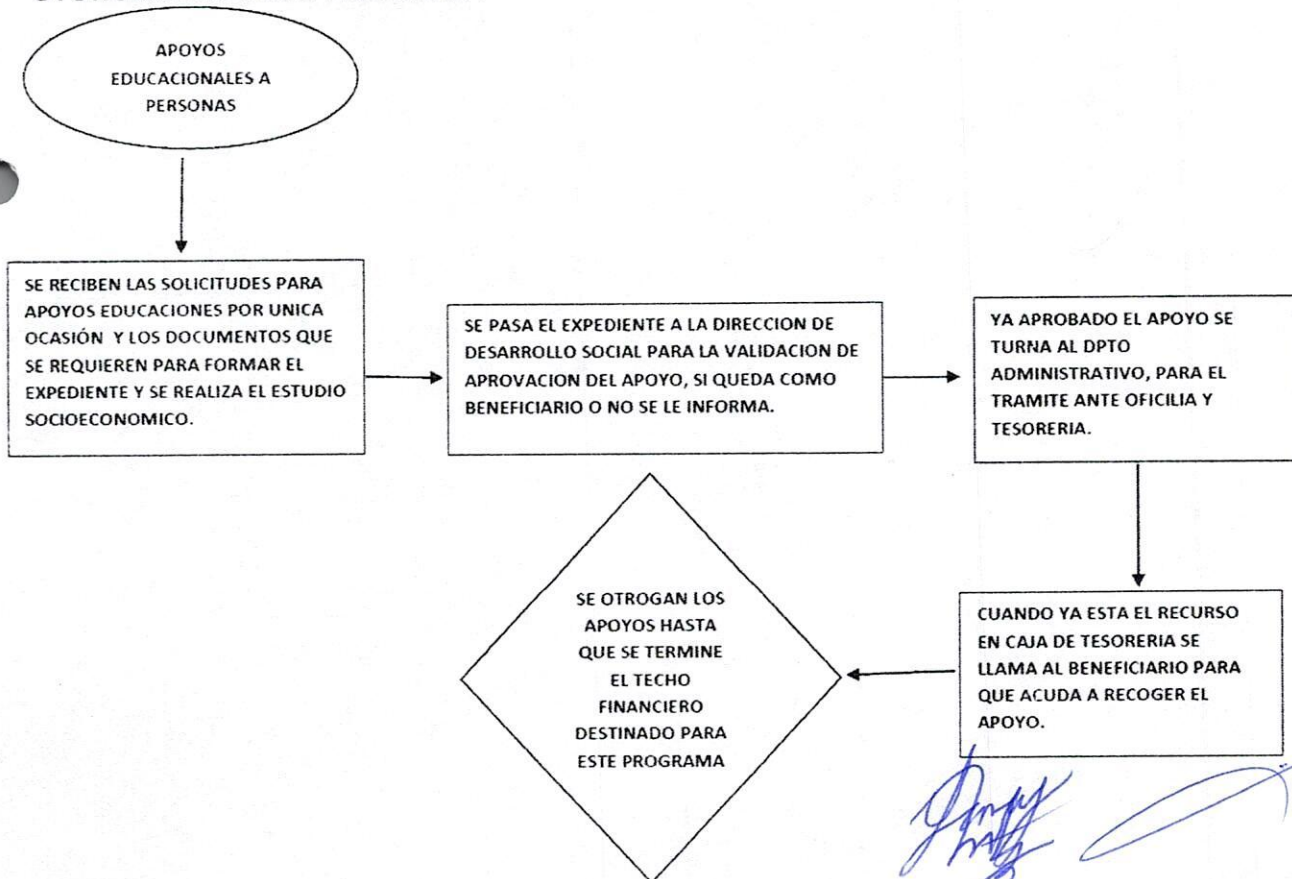 APOYOS
EDUCACIONALES A
PERSONAS
SE RECIBEN LAS SOLICITUDES PARA
APOYOS EDUCACIONES POR UNICA
OCASIÓN Y LOS DOCUMENTOS QUE
SE REQUIEREN PARA FORMAR EL
EXPEDIENTE Y SE REALIZA EL ESTUDIO
SOCIOECONOMICO.
SE PASA EL EXPEDIENTE A LA DIRECCION DE
DESARROLLO SOCIAL PARA LA VALIDACION DE
APROVACION DEL APOYO, SI QUEDA COMO
BENEFICIARIO O NO SE LE INFORMA.
YA APROBADO EL APOYO SE
TURNA AL DPTO
ADMINISTRATIVO, PARA EL
TRAMITE ANTE OFICILIA Y
TESORERIA.
CUANDO YA ESTA EL RECURSO
EN CAJA DE TESORERIA SE
LLAMA AL BENEFICIARIO PARA
QUE ACUDA A RECOGER EL
APOYO.
SE OTROGAN LOS
APOYOS HASTA
QUE SE TERMINE
EL TECHO
FINANCIERO
DESTINADO PARA
ESTE PROGRAMA